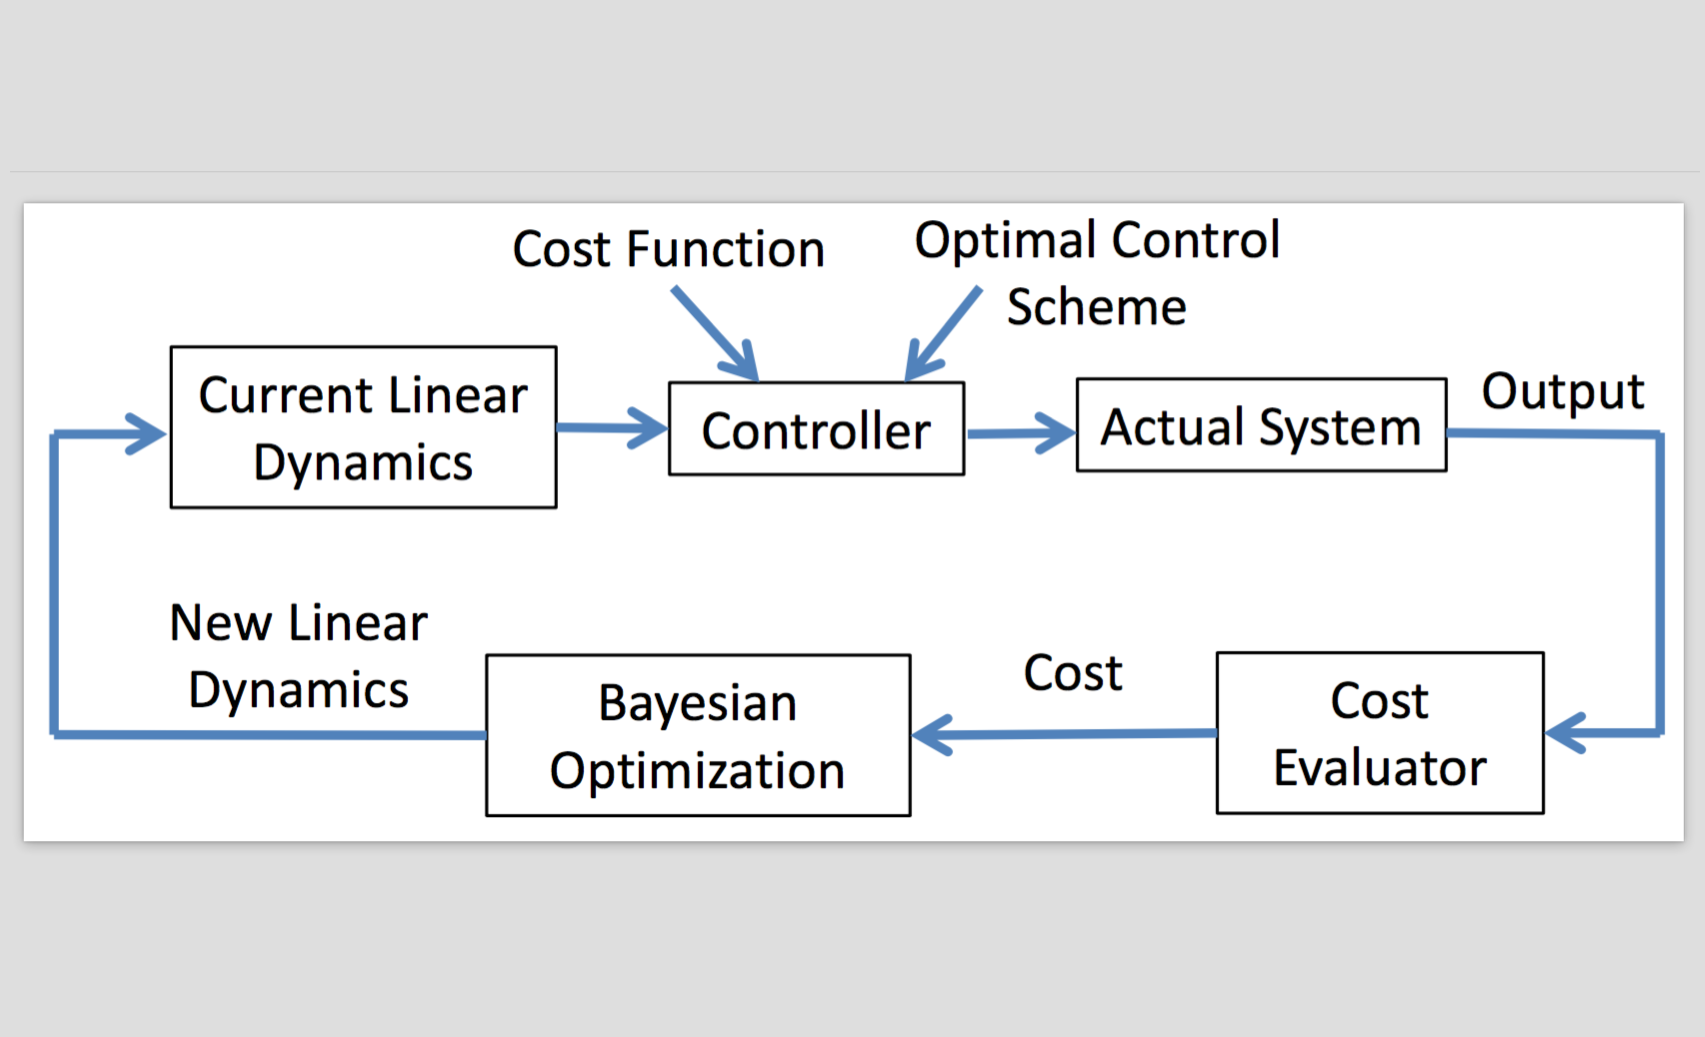 Cost Function
Optimal Control
Scheme
Current Linear
Dynamics
Controller
Actual System
Output
New Linear
Dynamics
Bayesian
Optimization
Cost
Cost
Evaluator